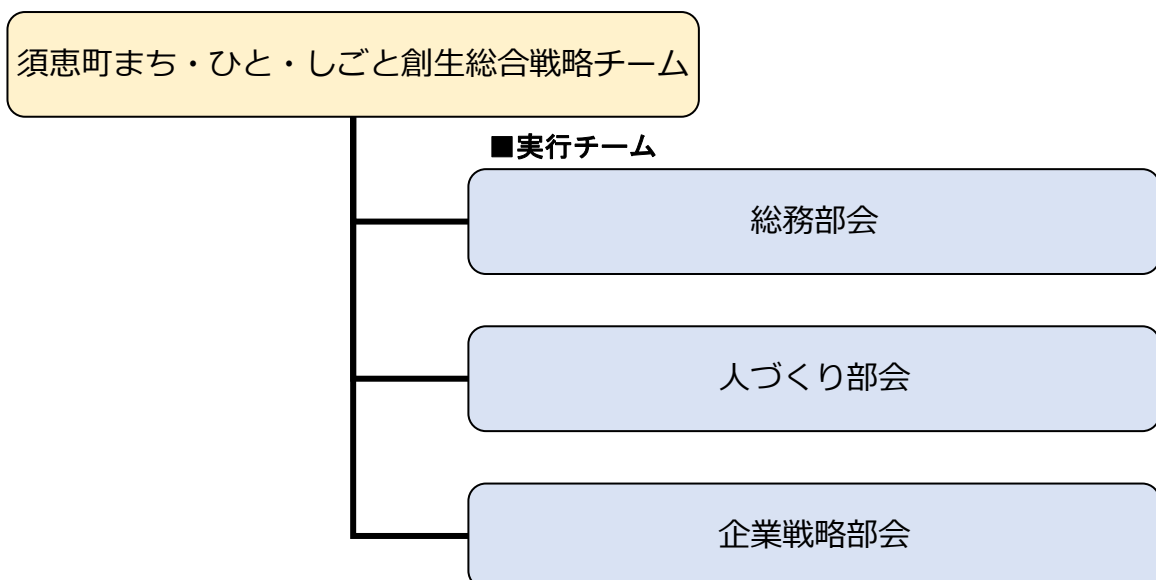 須恵町まち・ひと・しごと創生総合戦略チーム
■実行チーム
総務部会
人づくり部会
企業戦略部会